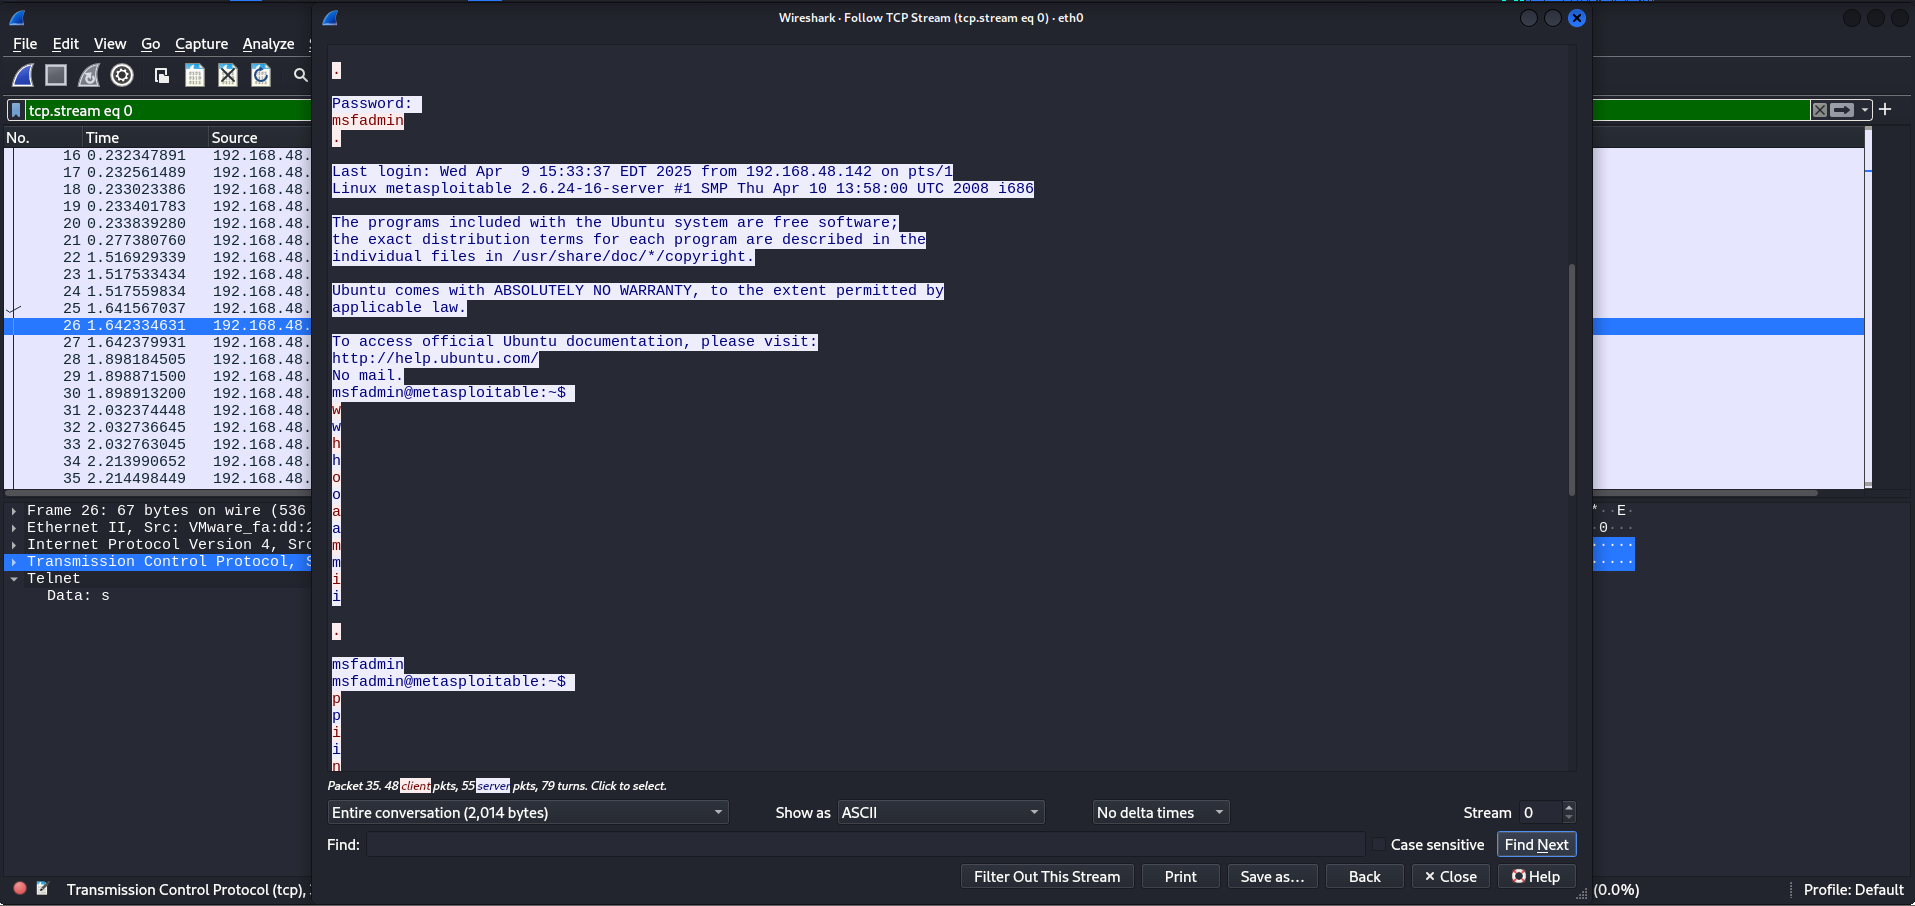 Wireshark · Follow TCP Stream (tcp.stream eq 0) · eth0
File Edit View Go Capture Analyze
tcp.stream eq 0
No. Time Source
16 0.232347891 192.168.48.
17 0.232561489 192.168.48.
18 0.233023386 192.168.48.
19 0.233401783 192.168.48.
20 0.233839280 192.168.48.
21 0.277380760 192.168.48.
22 1.516929339 192.168.48.
23 1.517533434 192.168.48.
24 1.517559834 192.168.48.
25 1.641567037 192.168.48.
26 1.642334631 192.168.48.
27 1.642379931 192.168.48.
28 1.898184505 192.168.48.
29 1.898871500 192.168.48.
30 1.898913200 192.168.48.
31 2.032374448 192.168.48.
32 2.032736645 192.168.48.
33 2.032763045 192.168.48.
34 2.213990652 192.168.48.
35 2.214498449 192.168.48.
Frame 26: 67 bytes on wire (536
Ethernet II, Src: VMware_fa:dd:2
Internet Protocol Version 4, Src
Transmission Control Protocol, S
Telnet
Data: s
.
Password:
msfadmin
.
Last login: Wed Apr  9 15:33:37 EDT 2025 from 192.168.48.142 on pts/1
Linux metasploitable 2.6.24-16-server #1 SMP Thu Apr 10 13:58:00 UTC 2008 i686
The programs included with the Ubuntu system are free software;
the exact distribution terms for each program are described in the
individual files in /usr/share/doc/*/copyright.
Ubuntu comes with ABSOLUTELY NO WARRANTY, to the extent permitted by
applicable law.
To access official Ubuntu documentation, please visit:
http://help.ubuntu.com/
No mail.
msfadmin@metasploitable:~$
w
w
h
h
o
o
a
a
m
m
i
i
.
msfadmin
msfadmin@metasploitable:~$
p
p
i
i
n
* ··E·
0···
·····
·····
Packet 35. 48 client pkts, 55 server pkts, 79 turns. Click to select.
Entire conversation (2,014 bytes) Show as ASCII No delta times Stream 0
Find: Case sensitive Find Next
Filter Out This Stream Print Save as… Back × Close Help
Transmission Control Protocol (tcp), (0.0%) Profile: Default